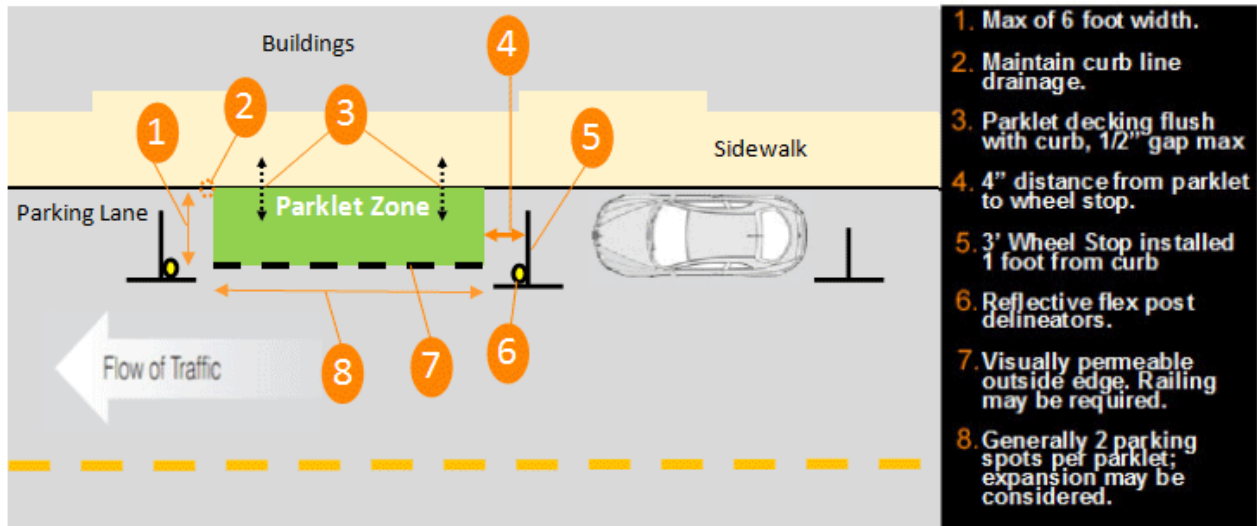 Buildings
4
2
3
1
5
Sidewalk
Parking Lane
Parklet Zone
Flow of Traffic
8
7
6
1. Max of 6 foot width.
2. Maintain curb line
drainage.
3. Parklet decking flush
with curb, 1/2” gap max
4. 4” distance from parklet
to wheel stop.
5. 3’ Wheel Stop installed
1 foot from curb
6. Reflective flex post
delineators.
7. Visually permeable
outside edge. Railing
may be required.
8. Generally 2 parking
spots per parklet;
expansion may be
considered.